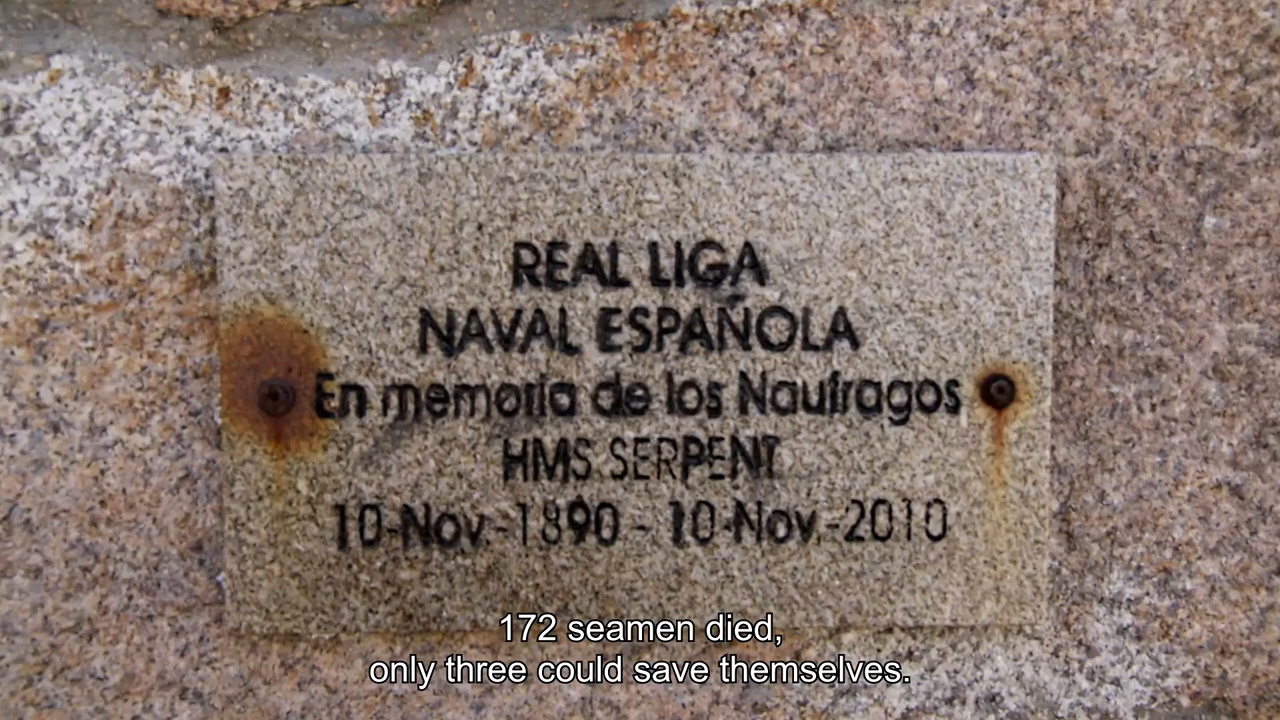 REAL LIGA
NAVAL ESPAÑOLA
En memoria de los Naufragos
HMS SERPENT
10-Nov.-1890 - 10-Nov.-2010
172 seamen died,
only three could save themselves.